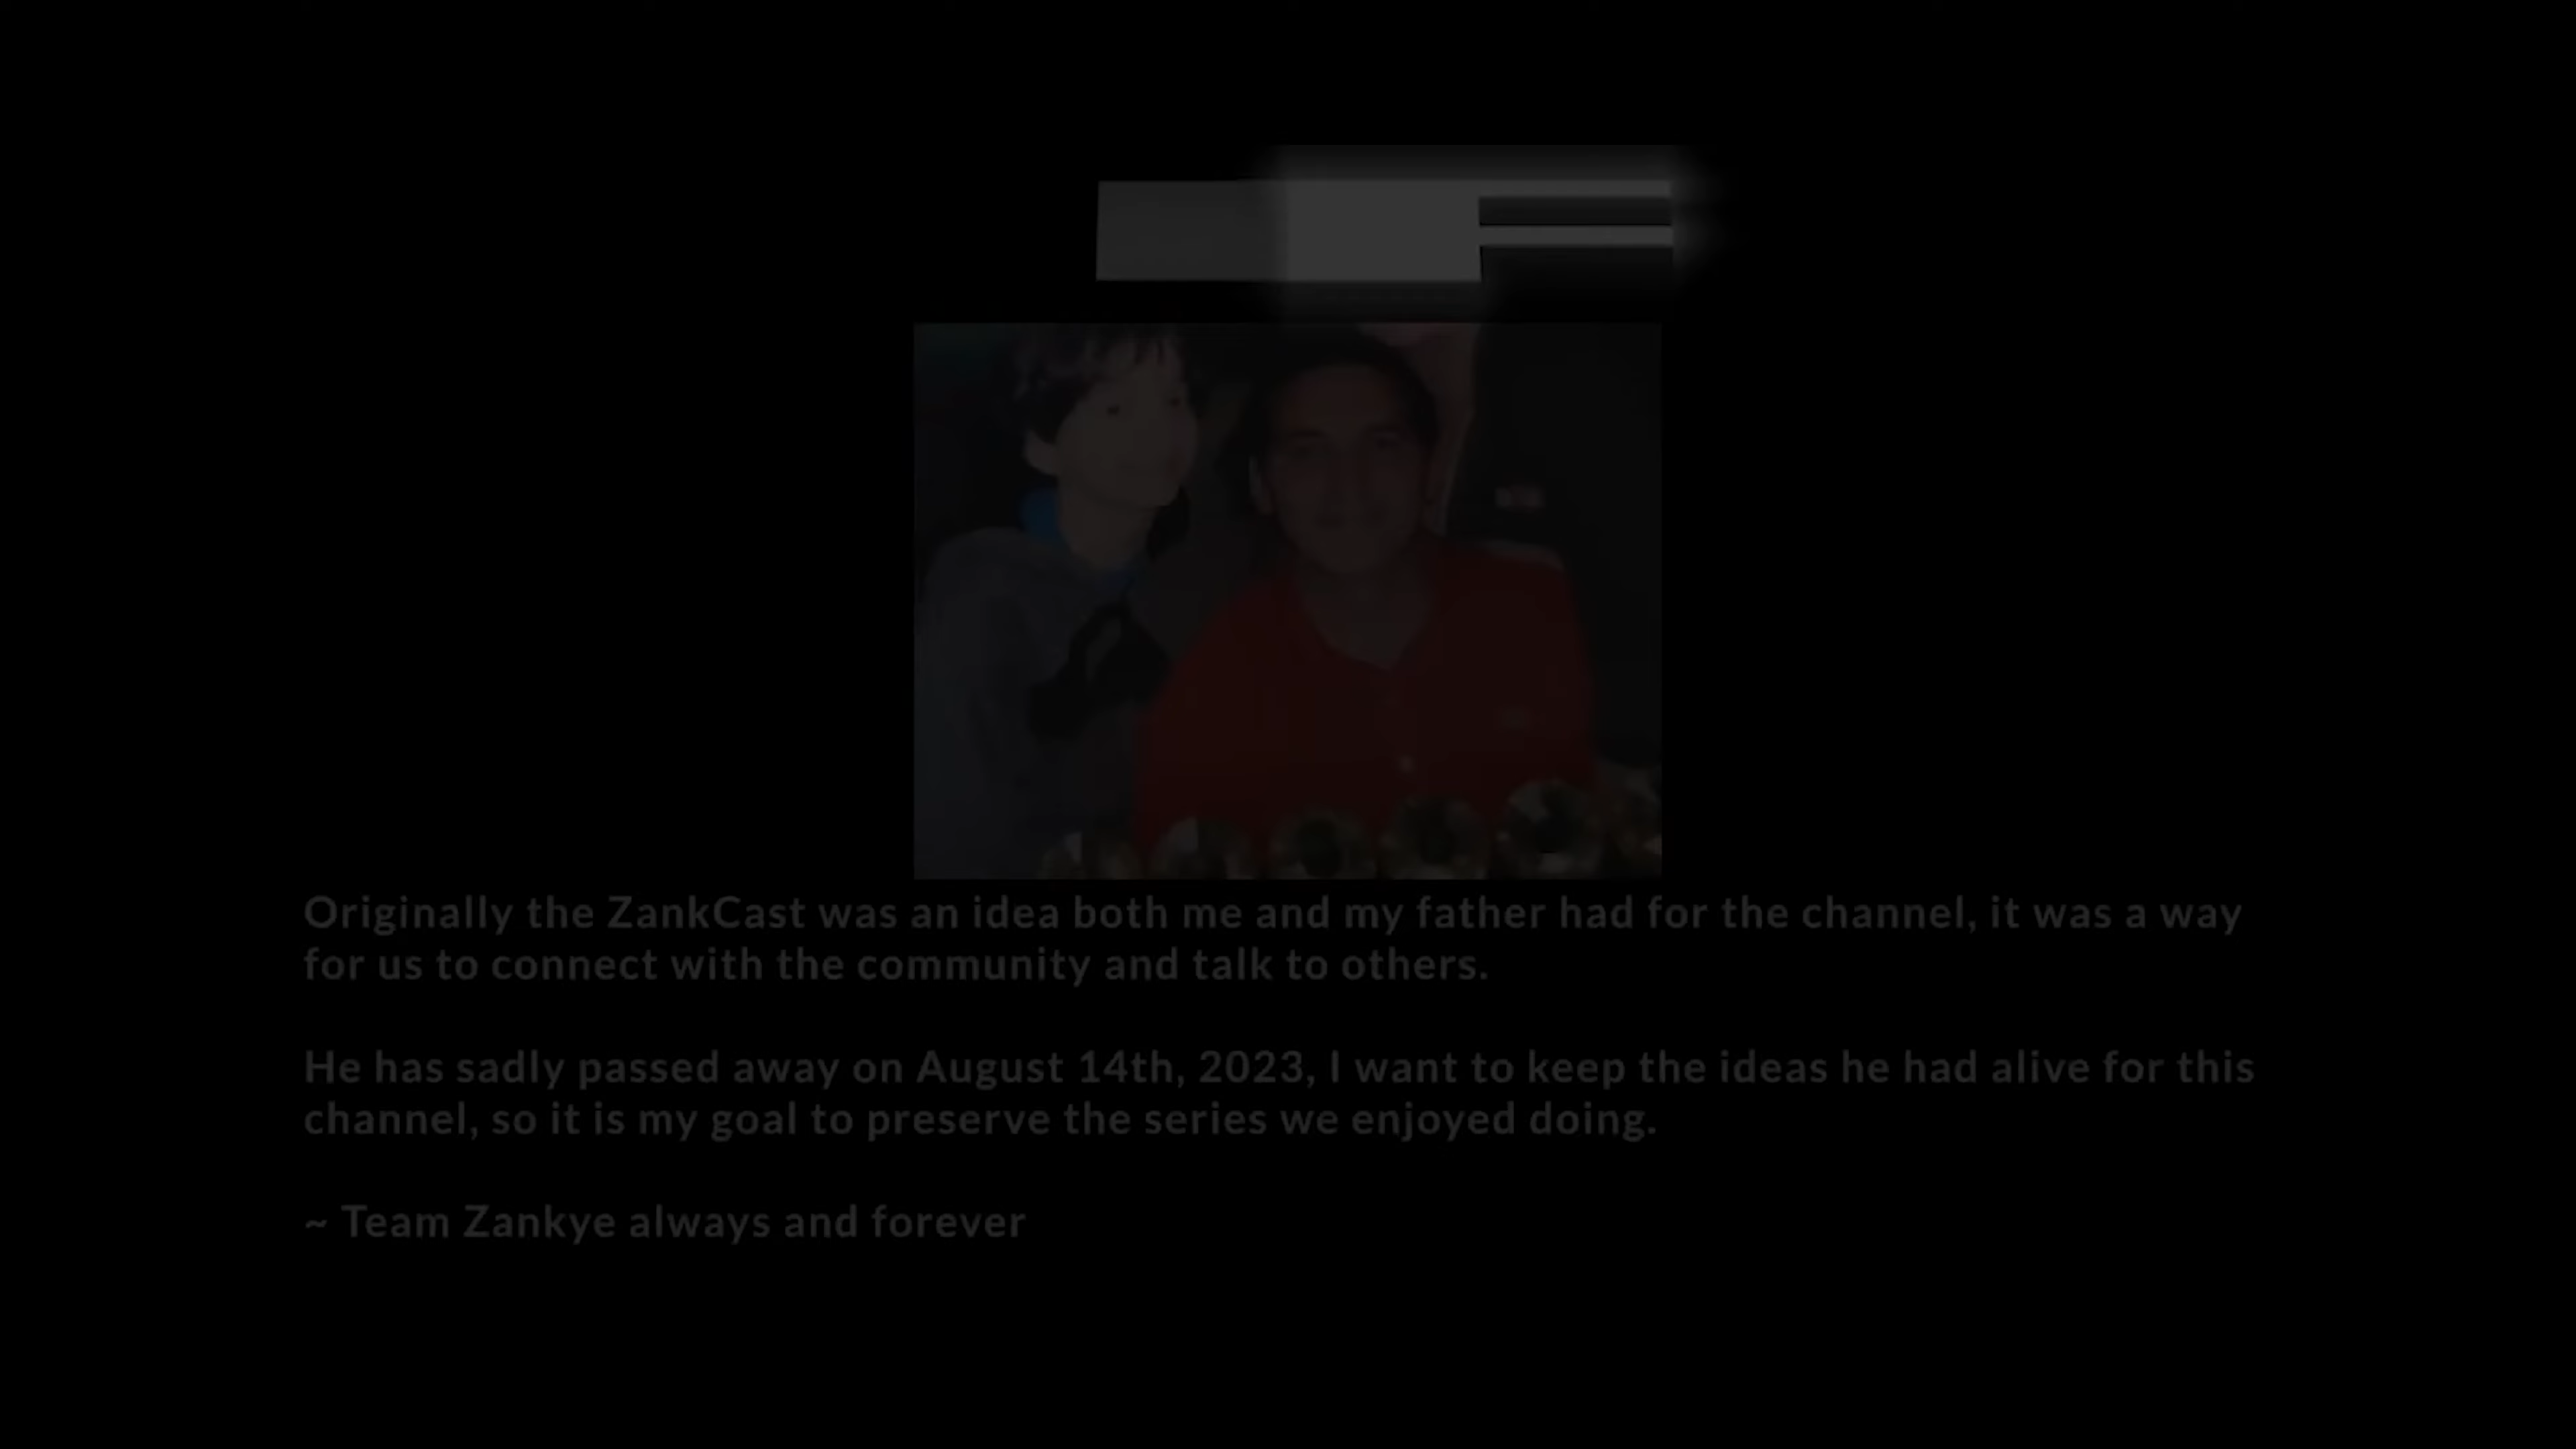 Originally the ZankCast was an idea both me and my father had for the channel, it was a way
for us to connect with the community and talk to others.
He has sadly passed away on August 14th, 2023, I want to keep the ideas he had alive for this
channel, so it is my goal to preserve the series we enjoyed doing.
~ Team Zankye always and forever